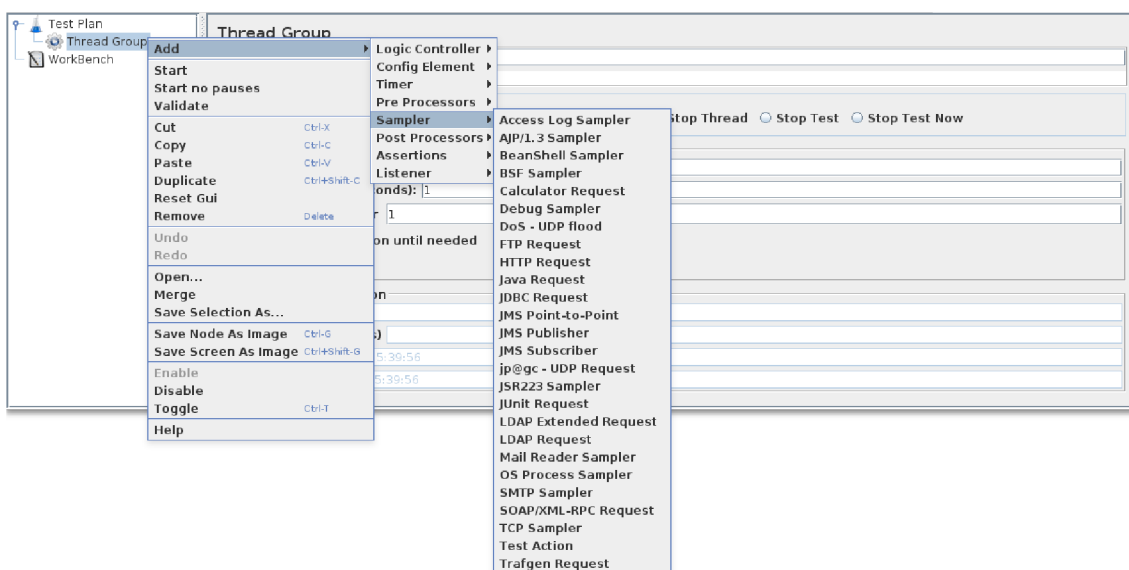 Test Plan
Thread Group
WorkBench
Thread Group
Add
Start
Start no pauses
Validate
Cut Ctrl-X
Copy Ctrl-C
Paste Ctrl-V
Duplicate Ctrl+Shift-C
Reset Gui
Remove Delete
Undo
Redo
Open...
Merge
Save Selection As...
Save Node As Image Ctrl-G
Save Screen As Image Ctrl+Shift-G
Enable
Disable
Toggle Ctrl-T
Help
Logic Controller
Config Element
Timer
Pre Processors
Sampler
Post Processors
Assertions
Listener
Access Log Sampler
AJP/1.3 Sampler
BeanShell Sampler
BSF Sampler
Calculator Request
Debug Sampler
DoS - UDP flood
FTP Request
HTTP Request
Java Request
JDBC Request
JMS Point-to-Point
JMS Publisher
JMS Subscriber
jp@gc - UDP Request
JSR223 Sampler
JUnit Request
LDAP Extended Request
LDAP Request
Mail Reader Sampler
OS Process Sampler
SMTP Sampler
SOAP/XML-RPC Request
TCP Sampler
Test Action
Trafgen Request
Stop Thread Stop Test Stop Test Now
onds): 1
r 1
on until needed
on
s)
5:39:56
5:39:56